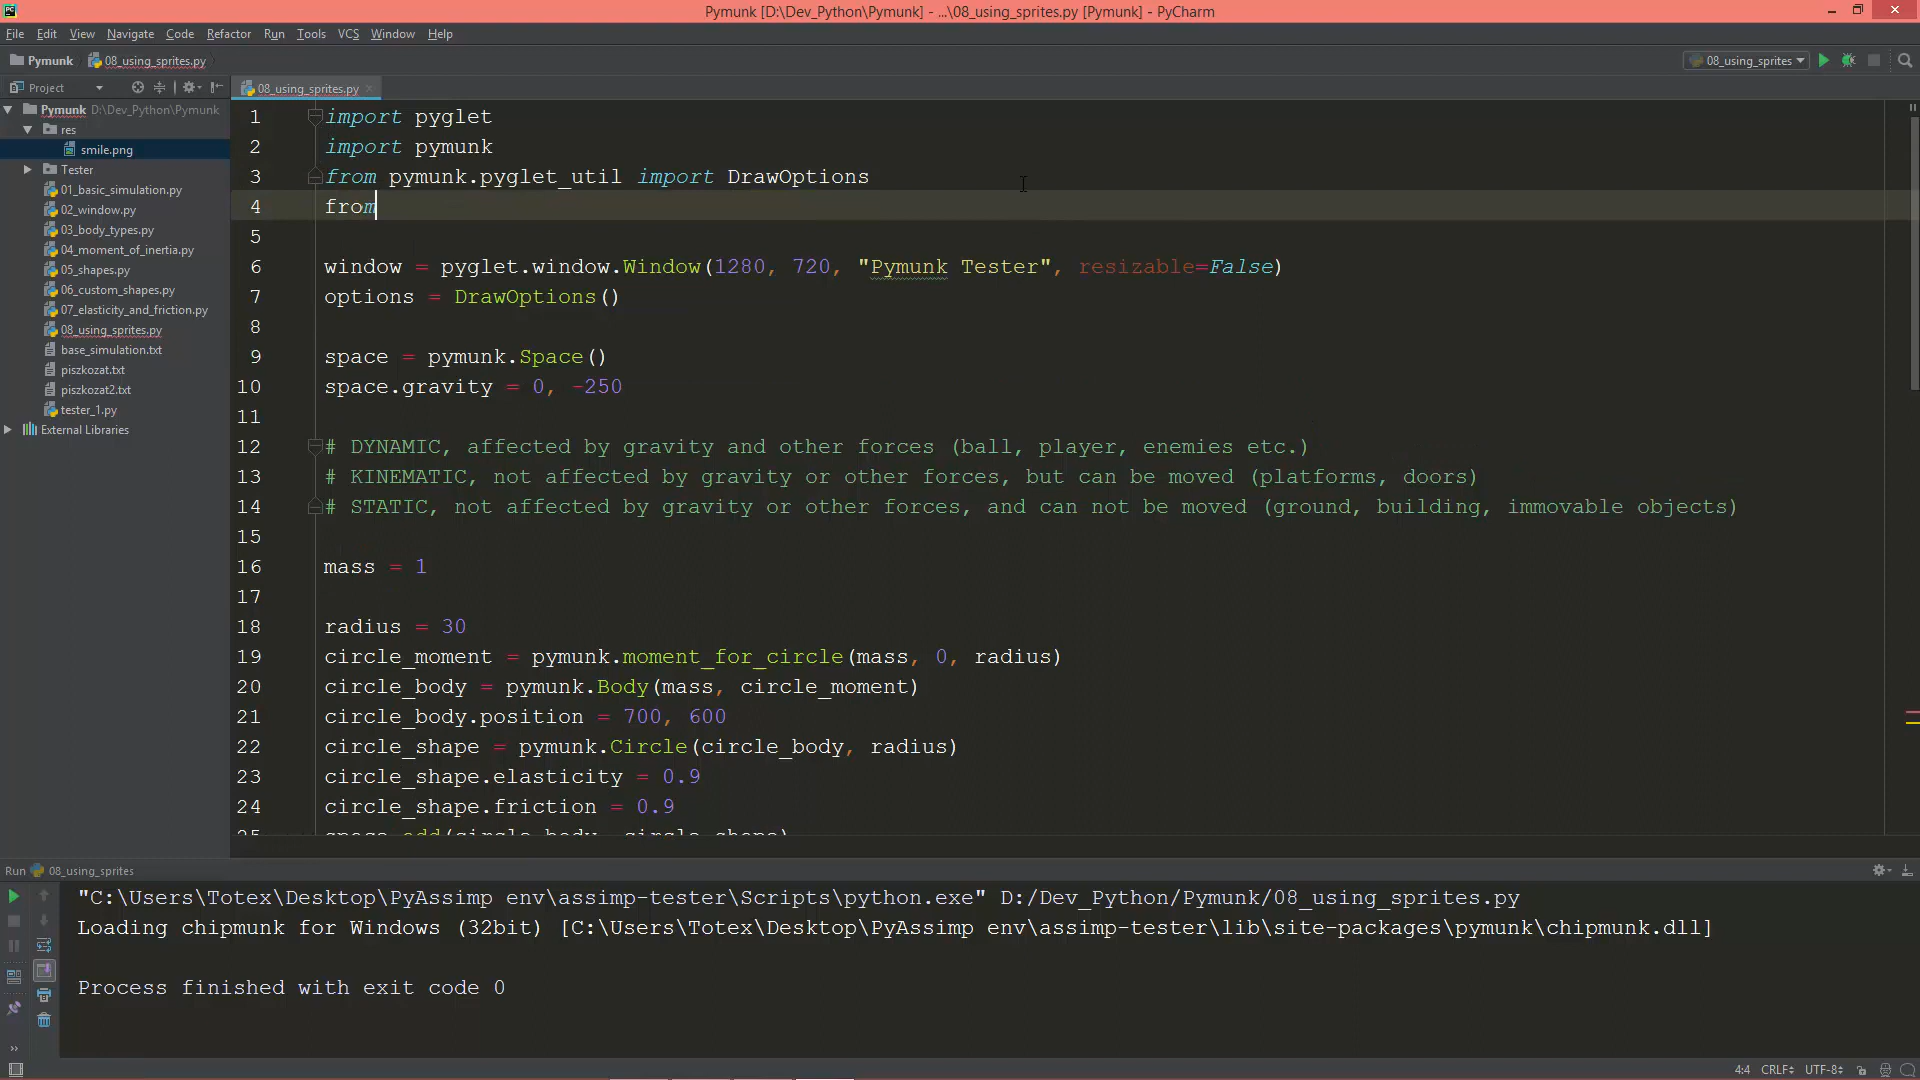 Pymunk [D:\Dev_Python\Pymunk] - ...\08_using_sprites.py [Pymunk] - PyCharm
File Edit View Navigate Code Refactor Run Tools VCS Window Help
Pymunk 08_using_sprites.py 08_using_sprites
Project 08_using_sprites.py
Pymunk D:\Dev_Python\Pymunk
res
smile.png
Tester
01_basic_simulation.py
02_window.py
03_body_types.py
04_moment_of_inertia.py
05_shapes.py
06_custom_shapes.py
07_elasticity_and_friction.py
08_using_sprites.py
base_simulation.txt
piszkozat.txt
piszkozat2.txt
tester_1.py
External Libraries
1 import pyglet
2 import pymunk
3 from pymunk.pyglet_util import DrawOptions
4 from
5
6 window = pyglet.window.Window(1280, 720, "Pymunk Tester", resizable=False)
7 options = DrawOptions()
8
9 space = pymunk.Space()
10 space.gravity = 0, -250
11
12 # DYNAMIC, affected by gravity and other forces (ball, player, enemies etc.)
13 # KINEMATIC, not affected by gravity or other forces, but can be moved (platforms, doors)
14 # STATIC, not affected by gravity or other forces, and can not be moved (ground, building, immovable objects)
15
16 mass = 1
17
18 radius = 30
19 circle_moment = pymunk.moment_for_circle(mass, 0, radius)
20 circle_body = pymunk.Body(mass, circle_moment)
21 circle_body.position = 700, 600
22 circle_shape = pymunk.Circle(circle_body, radius)
23 circle_shape.elasticity = 0.9
24 circle_shape.friction = 0.9
25 space.add(circle_body, circle_shape)
Run 08_using_sprites
"C:\Users\Totex\Desktop\PyAssimp env\assimp-tester\Scripts\python.exe" D:/Dev_Python/Pymunk/08_using_sprites.py
Loading chipmunk for Windows (32bit) [C:\Users\Totex\Desktop\PyAssimp env\assimp-tester\lib\site-packages\pymunk\chipmunk.dll]
Process finished with exit code 0
4:4 CRLF UTF-8